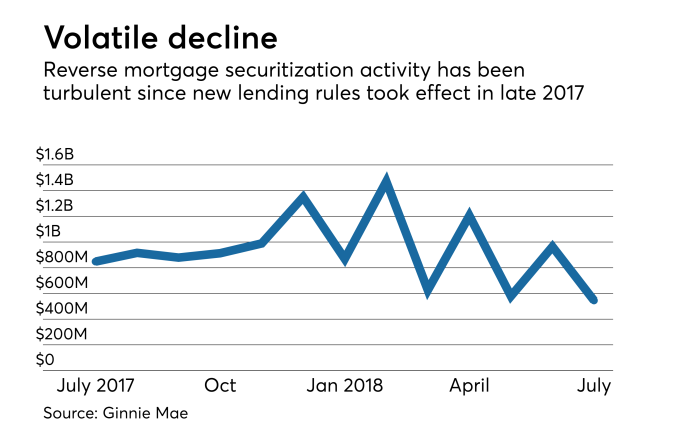 Volatile decline
Reverse mortgage securitization activity has been
turbulent since new lending rules took effect in late 2017
$1.6B
$1.4B
$1.2B
$1B
$800M
$600M
$400M
$200M
$0
July 2017 Oct Jan 2018 April July
Source: Ginnie Mae